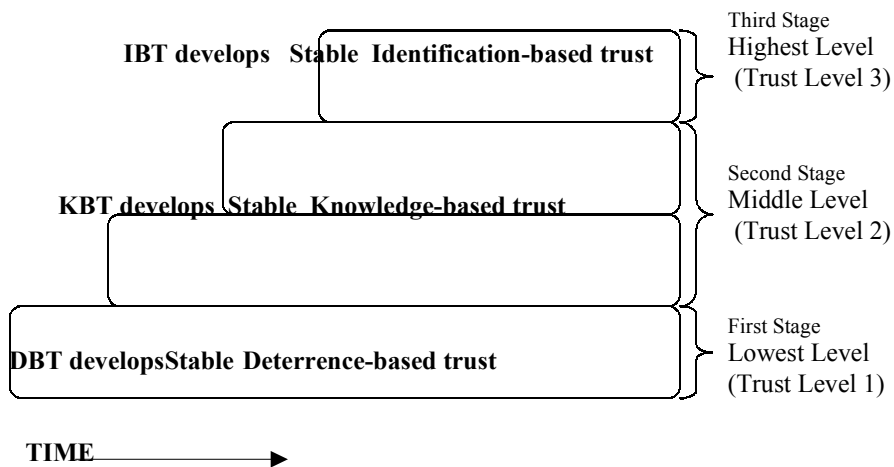 Third Stage
IBT develops Stable Identification-based trust
Highest Level
(Trust Level 3)
Second Stage
KBT develops Stable Knowledge-based trust
Middle Level
(Trust Level 2)
First Stage
DBT developsStable Deterrence-based trust
Lowest Level
(Trust Level 1)
TIME